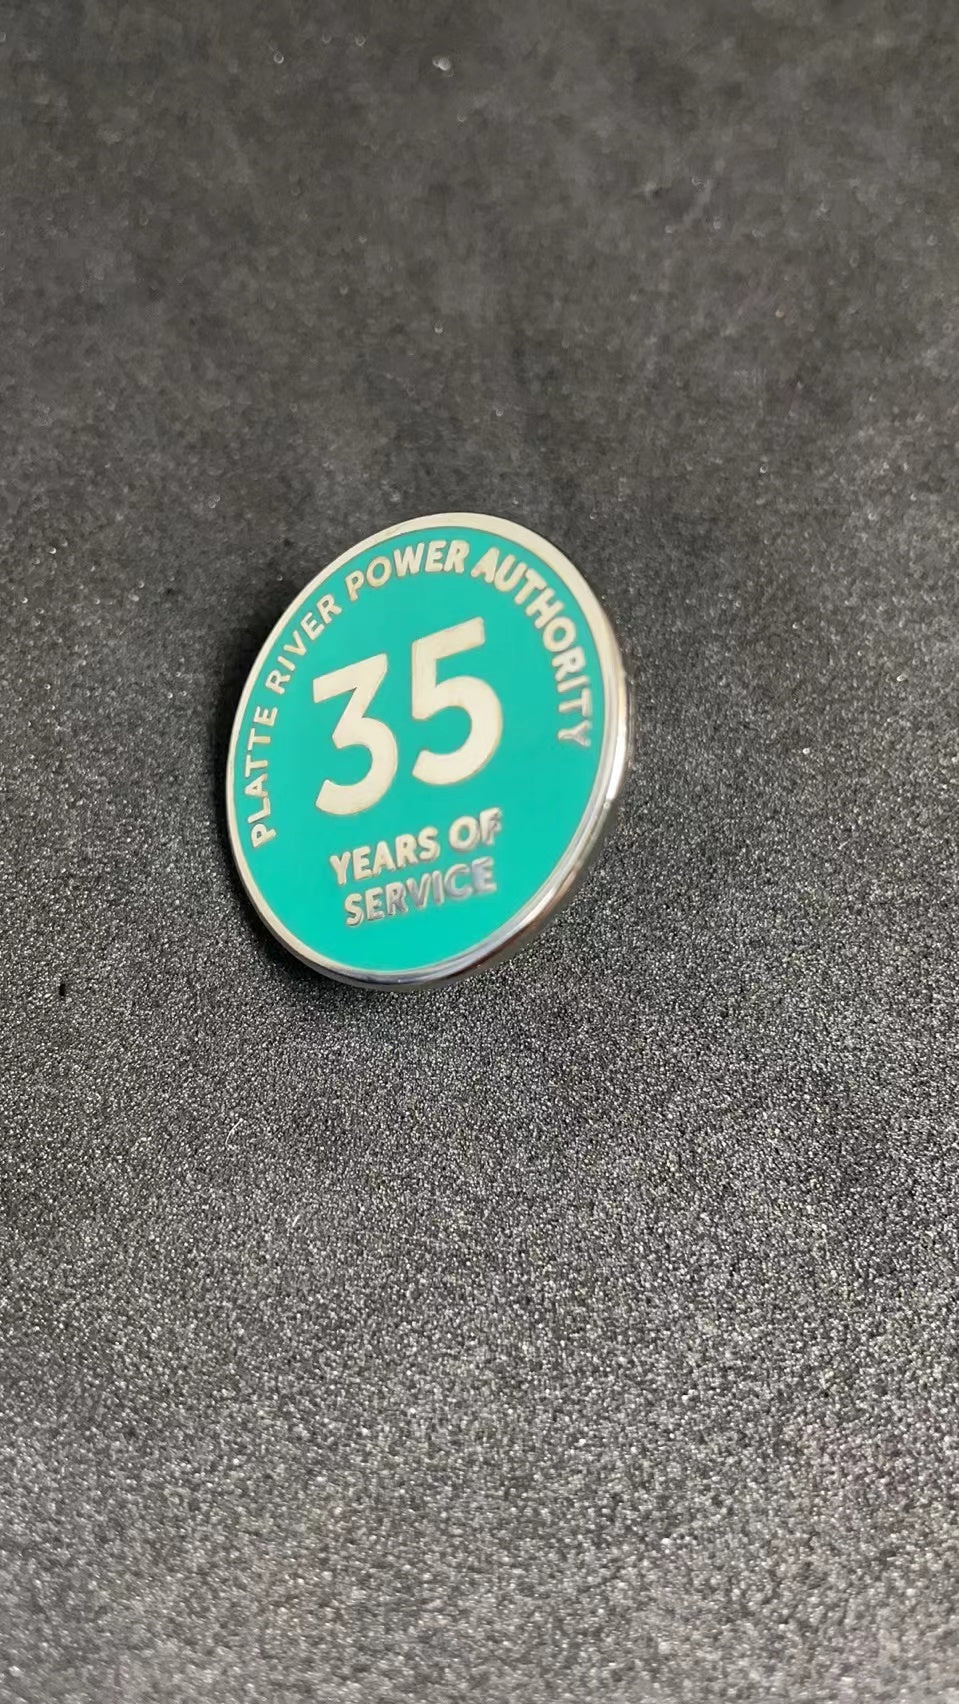 PLATTE RIVER POWER AUTHORITY
35
YEARS OF
SERVICE